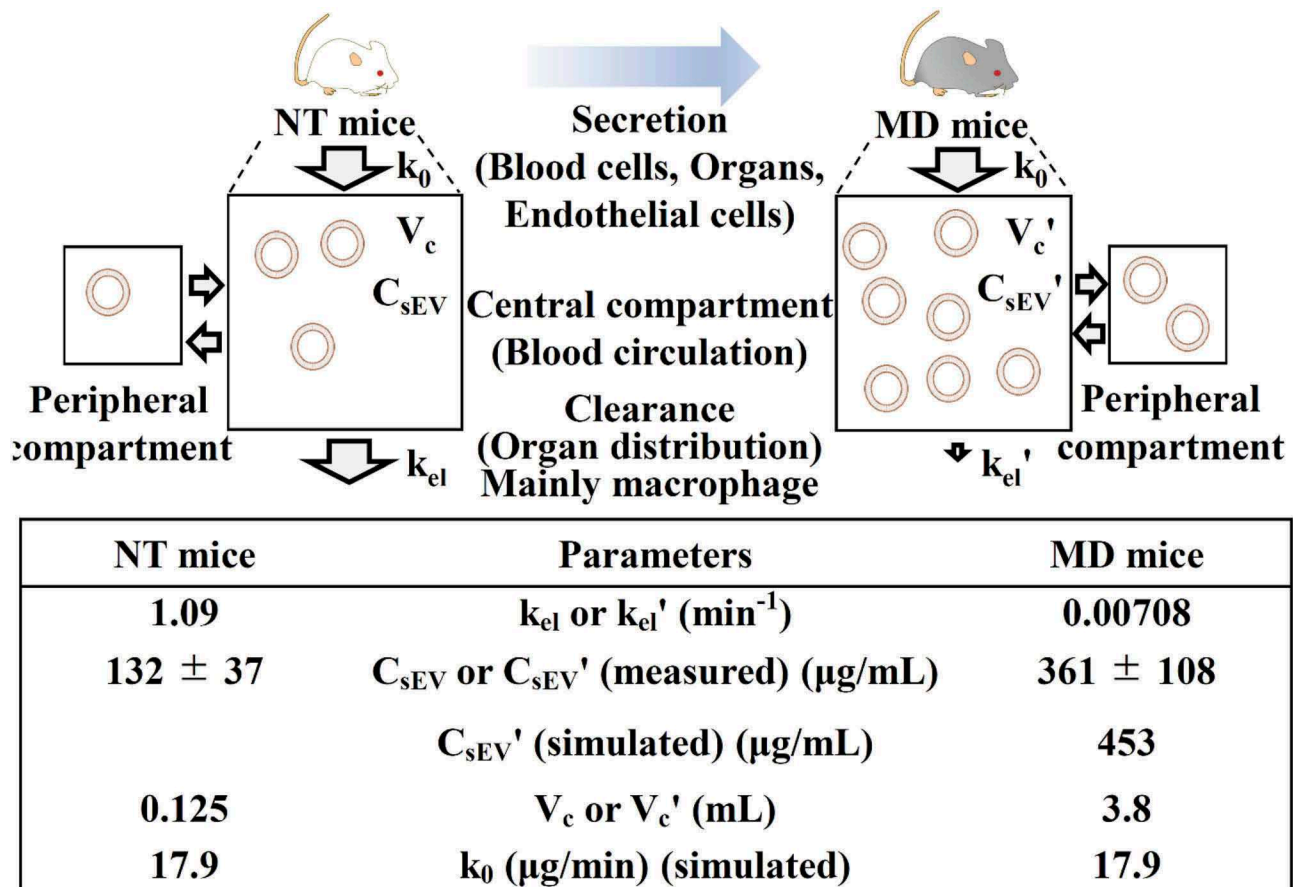 NT mice
MD mice
Secretion
(Blood cells, Organs,
Endothelial cells)
k0
k0
Vc
CsEV
Vc'
CsEV'
Central compartment
(Blood circulation)
Peripheral
compartment
Peripheral
compartment
Clearance
(Organ distribution)
Mainly macrophage
kel
kel'
NT mice Parameters MD mice
1.09 kel or kel' (min-1) 0.00708
132 ± 37 CsEV or CsEV' (measured) (μg/mL) 361 ± 108
CsEV' (simulated) (μg/mL) 453
0.125 Vc or Vc' (mL) 3.8
17.9 k0 (μg/min) (simulated) 17.9